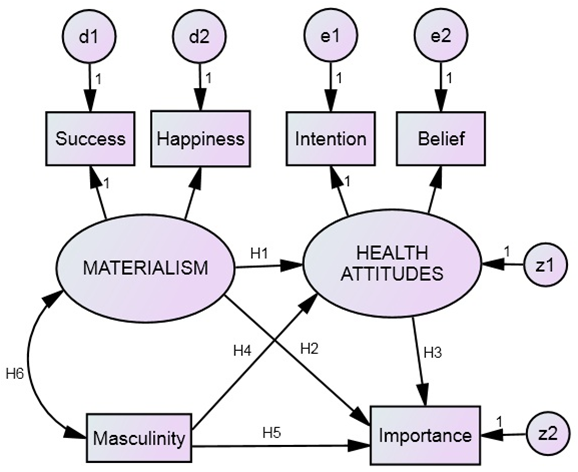 d1
d2
e1
e2
1
1
1
1
Success
Happiness
Intention
Belief
1
1
MATERIALISM
H1
HEALTH
ATTITUDES
1
z1
H6
H4
H2
H3
Masculinity
H5
Importance
1
z2